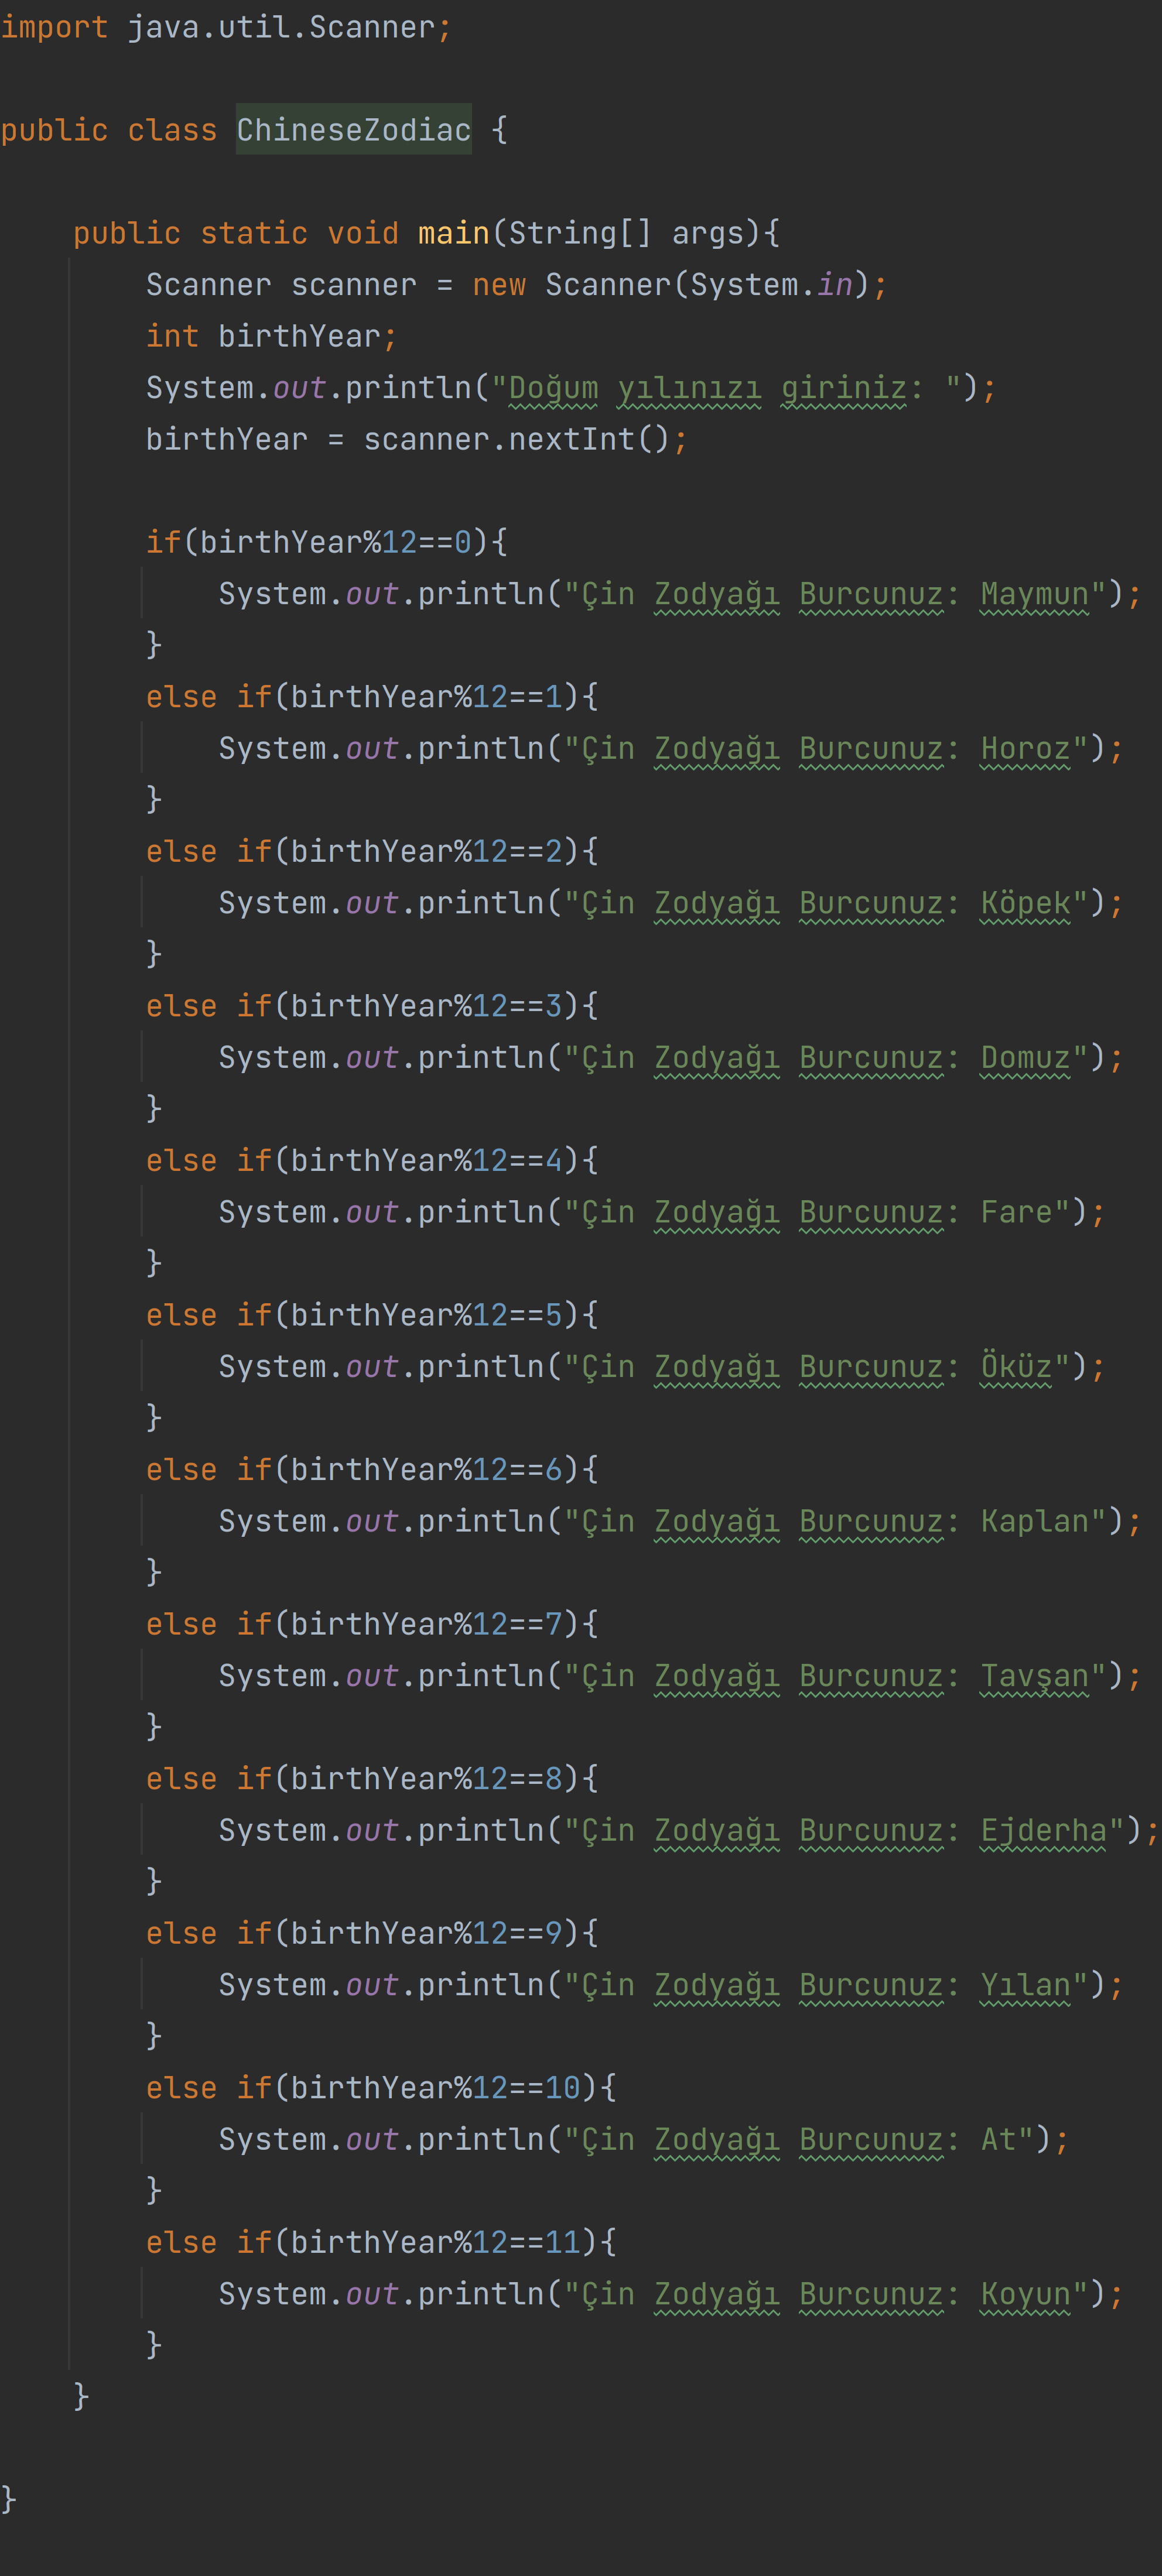 import java.util.Scanner;
public class ChineseZodiac {
public static void main(String[] args){
Scanner scanner = new Scanner(System.in);
int birthYear;
System.out.println("Doğum yılınızı giriniz: ");
birthYear = scanner.nextInt();
if(birthYear%12==0){
System.out.println("Çin Zodyağı Burcunuz: Maymun");
}
else if(birthYear%12==1){
System.out.println("Çin Zodyağı Burcunuz: Horoz");
}
else if(birthYear%12==2){
System.out.println("Çin Zodyağı Burcunuz: Köpek");
}
else if(birthYear%12==3){
System.out.println("Çin Zodyağı Burcunuz: Domuz");
}
else if(birthYear%12==4){
System.out.println("Çin Zodyağı Burcunuz: Fare");
}
else if(birthYear%12==5){
System.out.println("Çin Zodyağı Burcunuz: Öküz");
}
else if(birthYear%12==6){
System.out.println("Çin Zodyağı Burcunuz: Kaplan");
}
else if(birthYear%12==7){
System.out.println("Çin Zodyağı Burcunuz: Tavşan");
}
else if(birthYear%12==8){
System.out.println("Çin Zodyağı Burcunuz: Ejderha");
}
else if(birthYear%12==9){
System.out.println("Çin Zodyağı Burcunuz: Yılan");
}
else if(birthYear%12==10){
System.out.println("Çin Zodyağı Burcunuz: At");
}
else if(birthYear%12==11){
System.out.println("Çin Zodyağı Burcunuz: Koyun");
}
}
}